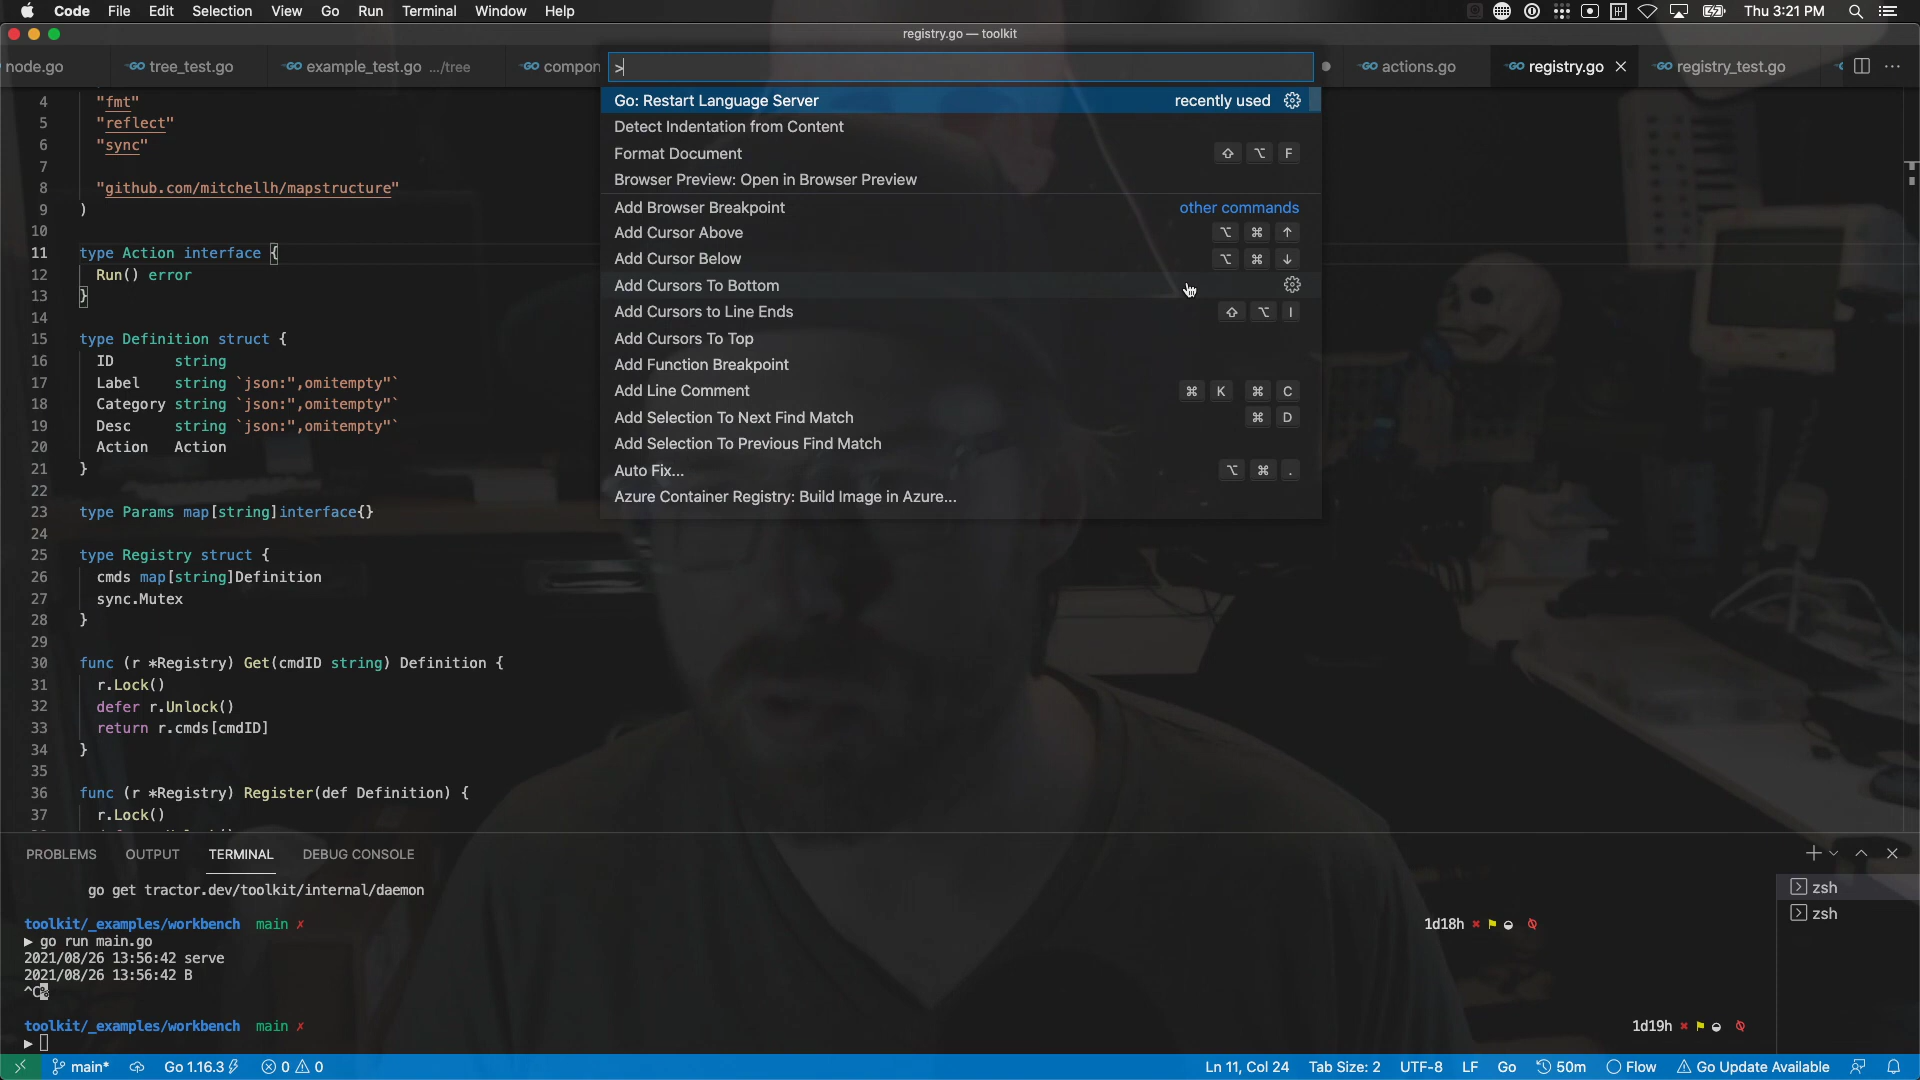 Code File Edit Selection View Go Run Terminal Window Help
Thu 3:21 PM
registry.go — toolkit
node.go
tree_test.go
example_test.go .../tree
compon
>
actions.go
registry.go
registry_test.go
4 "fmt"
5 "reflect"
6 "sync"
7
8 "github.com/mitchellh/mapstructure"
9 )
10
11 type Action interface {
12 Run() error
13 }
14
15 type Definition struct {
16 ID string
17 Label string `json:",omitempty"`
18 Category string `json:",omitempty"`
19 Desc string `json:",omitempty"`
20 Action Action
21 }
22
23 type Params map[string]interface{}
24
25 type Registry struct {
26 cmds map[string]Definition
27 sync.Mutex
28 }
29
30 func (r *Registry) Get(cmdID string) Definition {
31 r.Lock()
32 defer r.Unlock()
33 return r.cmds[cmdID]
34 }
35
36 func (r *Registry) Register(def Definition) {
37 r.Lock()
Go: Restart Language Server recently used
Detect Indentation from Content
Format Document ⇧ ⌥ F
Browser Preview: Open in Browser Preview
Add Browser Breakpoint other commands
Add Cursor Above ⌥ ⌘ ↑
Add Cursor Below ⌥ ⌘ ↓
Add Cursors To Bottom
Add Cursors to Line Ends ⇧ ⌥ I
Add Cursors To Top
Add Function Breakpoint
Add Line Comment ⌘ K ⌘ C
Add Selection To Next Find Match ⌘ D
Add Selection To Previous Find Match
Auto Fix... ⌥ ⌘ .
Azure Container Registry: Build Image in Azure...
PROBLEMS OUTPUT TERMINAL DEBUG CONSOLE
go get tractor.dev/toolkit/internal/daemon
toolkit/_examples/workbench main ✗ 1d18h
▶ go run main.go
2021/08/26 13:56:42 serve
2021/08/26 13:56:42 B
^C
toolkit/_examples/workbench main ✗ 1d19h
▶
zsh
zsh
main* Go 1.16.3 0 0
Ln 11, Col 24 Tab Size: 2 UTF-8 LF Go 50m Flow Go Update Available